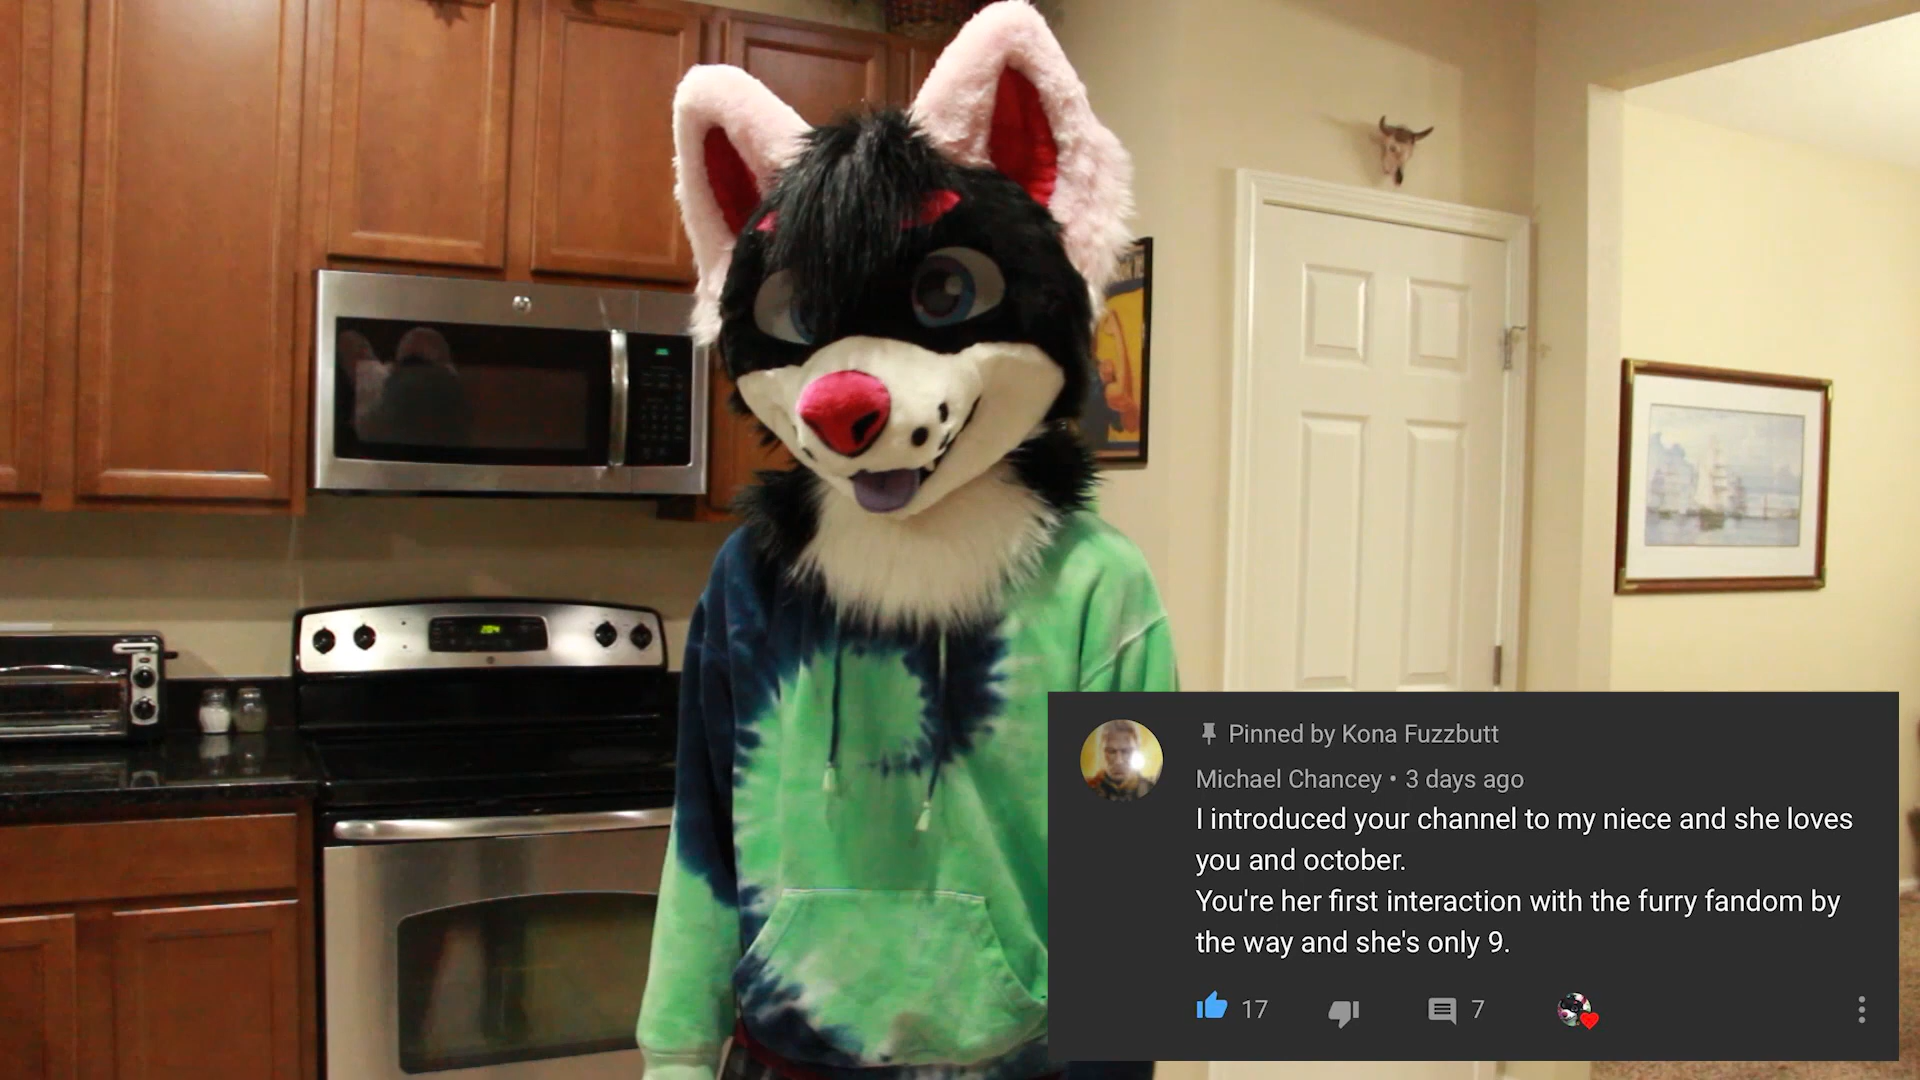 Pinned by Kona Fuzzbutt
Michael Chancey • 3 days ago
I introduced your channel to my niece and she loves
you and october.
You're her first interaction with the furry fandom by
the way and she's only 9.
17
7